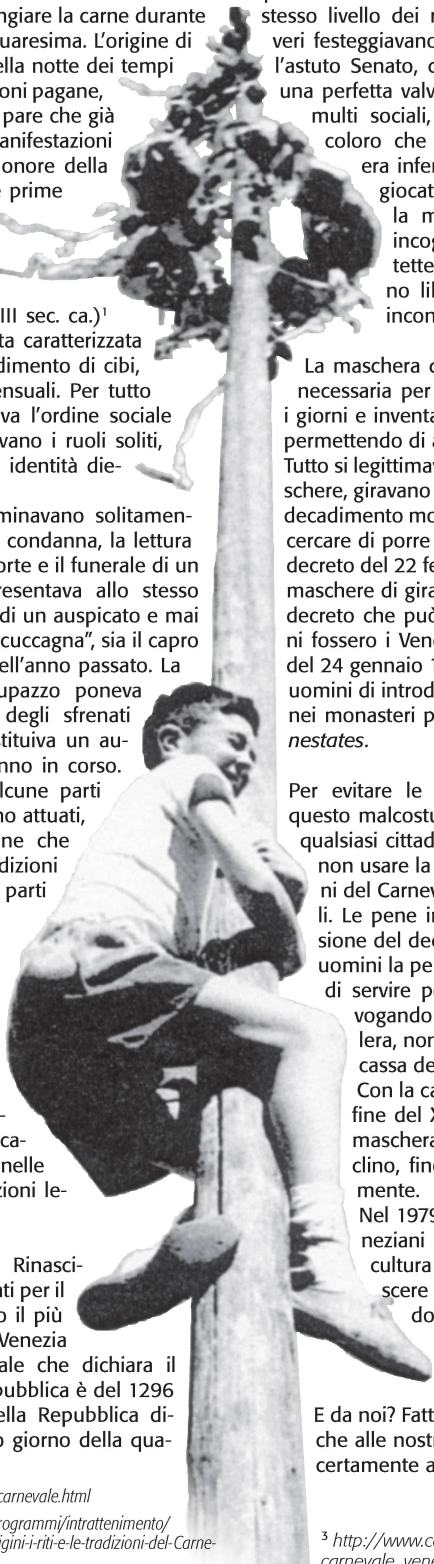 ngiare la carne durante
uaresima. L'origine di
ella notte dei tempi
oni pagane,
pare che già
anifestazioni
onore della
e prime
III sec. ca.)¹
ta caratterizzata
dimento di cibi,
ensuali. Per tutto
va l'ordine sociale
vano i ruoli soliti,
identità die-
minavano solitamen-
condanna, la lettura
orte e il funerale di un
resentava allo stesso
di un auspicato e mai
cuccagna”, sia il capro
ell'anno passato. La
upazzo poneva
degli sfrenati
stituiva un au-
nno in corso.
lcune parti
no attuati,
ne che
dizioni
parti
-
ca-
nelle
zioni le-
Rinasci-
ti per il
o il più
Venezia
ale che dichiara il
pubblica è del 1296
ella Repubblica di-
o giorno della qua-
carnevale.html
rogrammi/intrattenimento/
igini-i-riti-e-le-tradizioni-del-Carne-
stesso livello dei
veri festeggiavano
l'astuto Senato,
una perfetta valv
multi sociali,
coloro che
era infer
giocat
la m
incog
tette
no lil
incon
La maschera
necessaria per
i giorni e inventa
permettendo di a
Tutto si legittimav
schere, giravano
decadimento mo
cercare di porre
decreto del 22 fe
maschere di gira
decreto che può
ni fossero i Ven
del 24 gennaio 1
uomini di introd
nei monasteri p
nestates.
Per evitare le
questo malcostu
qualsiasi cittad
non usare la
ni del Carnev
li. Le pene in
sione del dec
uomini la pe
di servire p
vogando
lera, non
cassa de
Con la ca
fine del X
maschera
clino, fino
mente.
Nel 1979
neziani
cultura
scere
do
E da noi? Fatt
che alle nostr
certamente a
³ http://www.c
carnevale ven